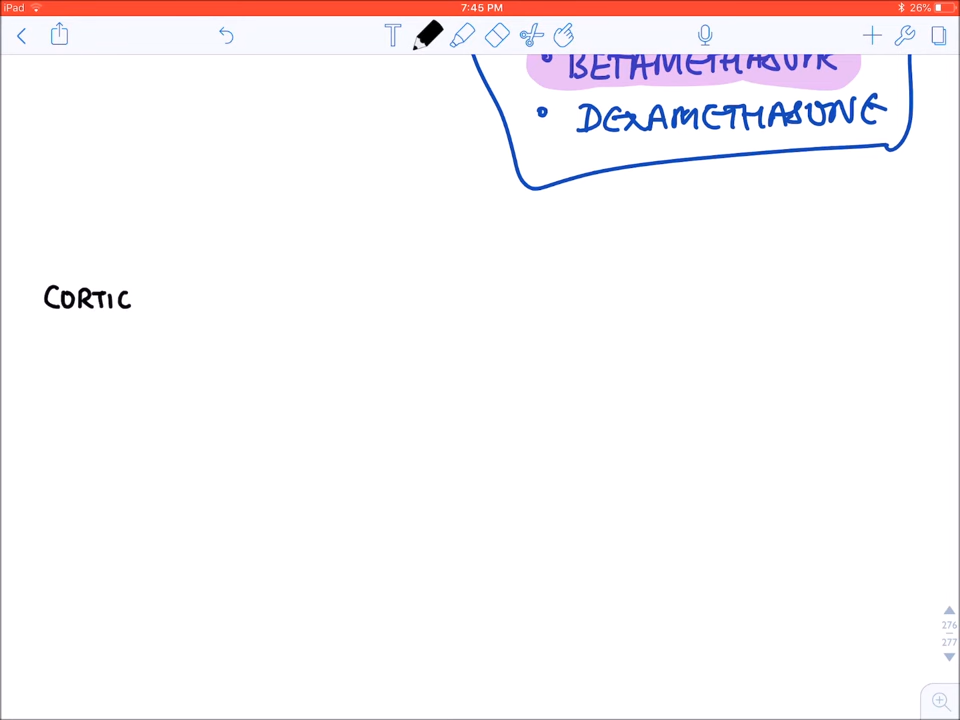 iPad 7:45 PM 26%
T
• BETAMETHASONE
• DEXAMETHASONE
CORTIC
276
277